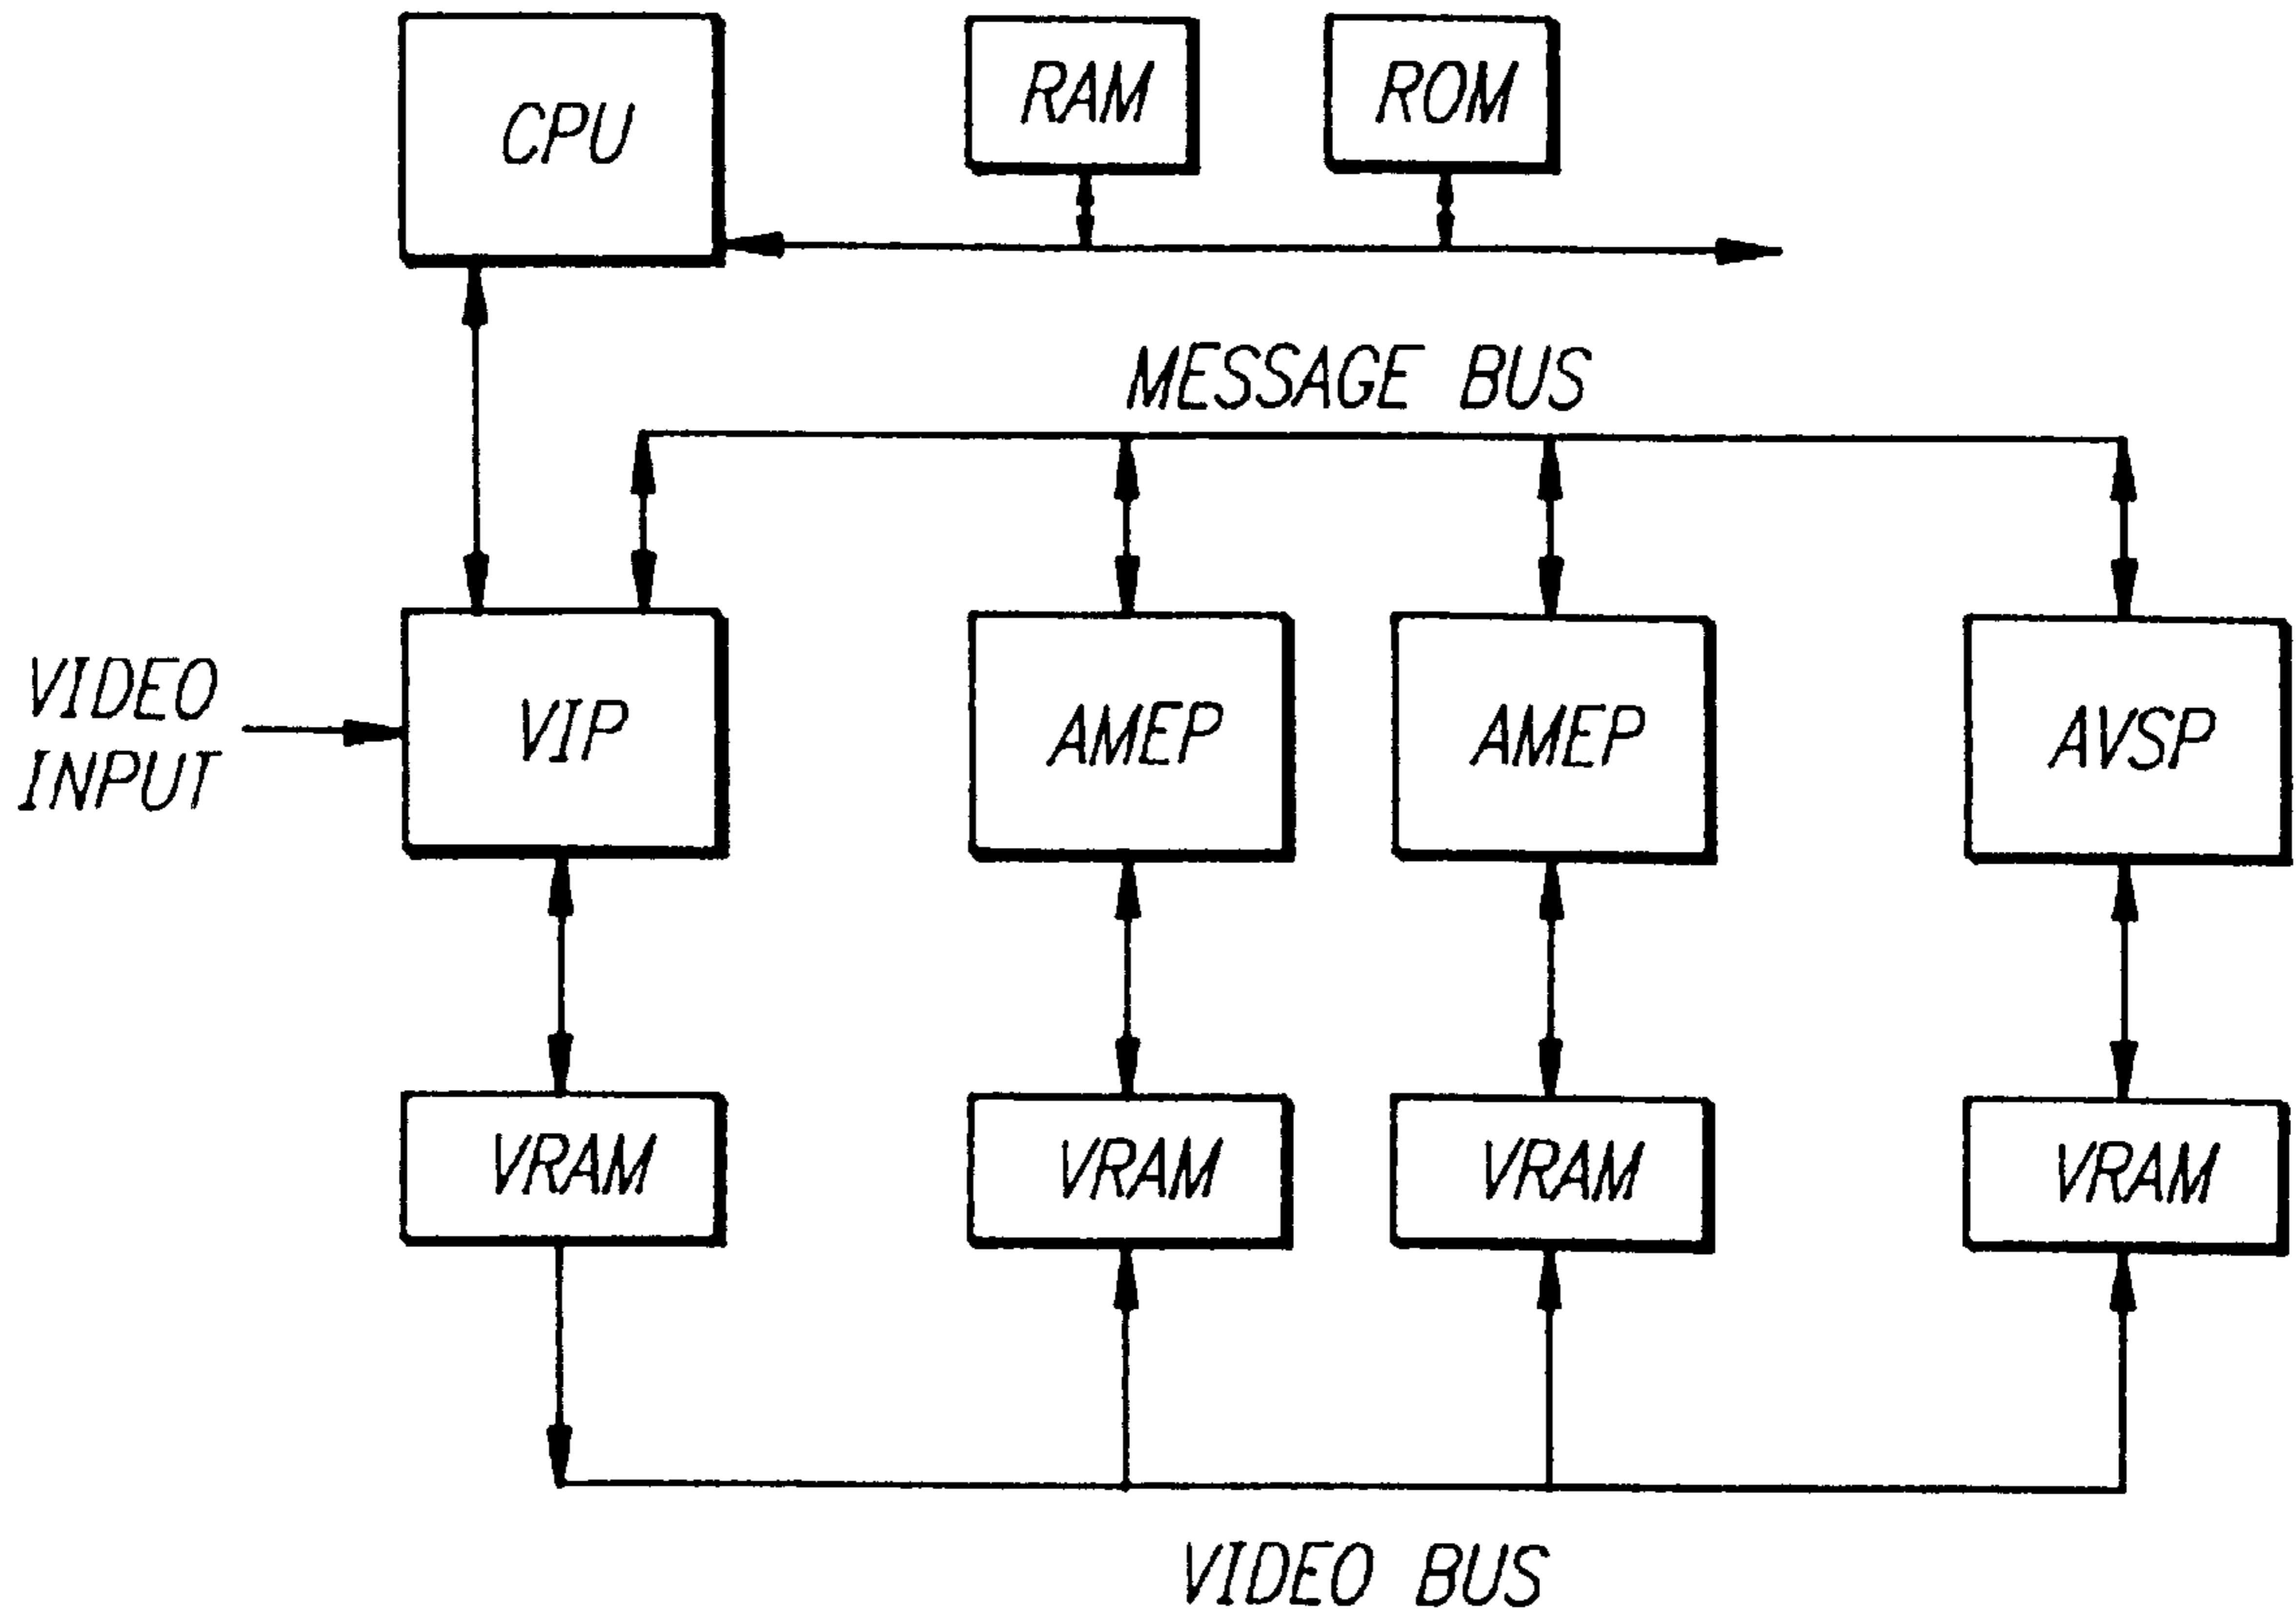 CPU
RAM
ROM
MESSAGE BUS
VIDEO
INPUT
VIP
AMEP
AMEP
AVSP
VRAM
VRAM
VRAM
VRAM
VIDEO BUS